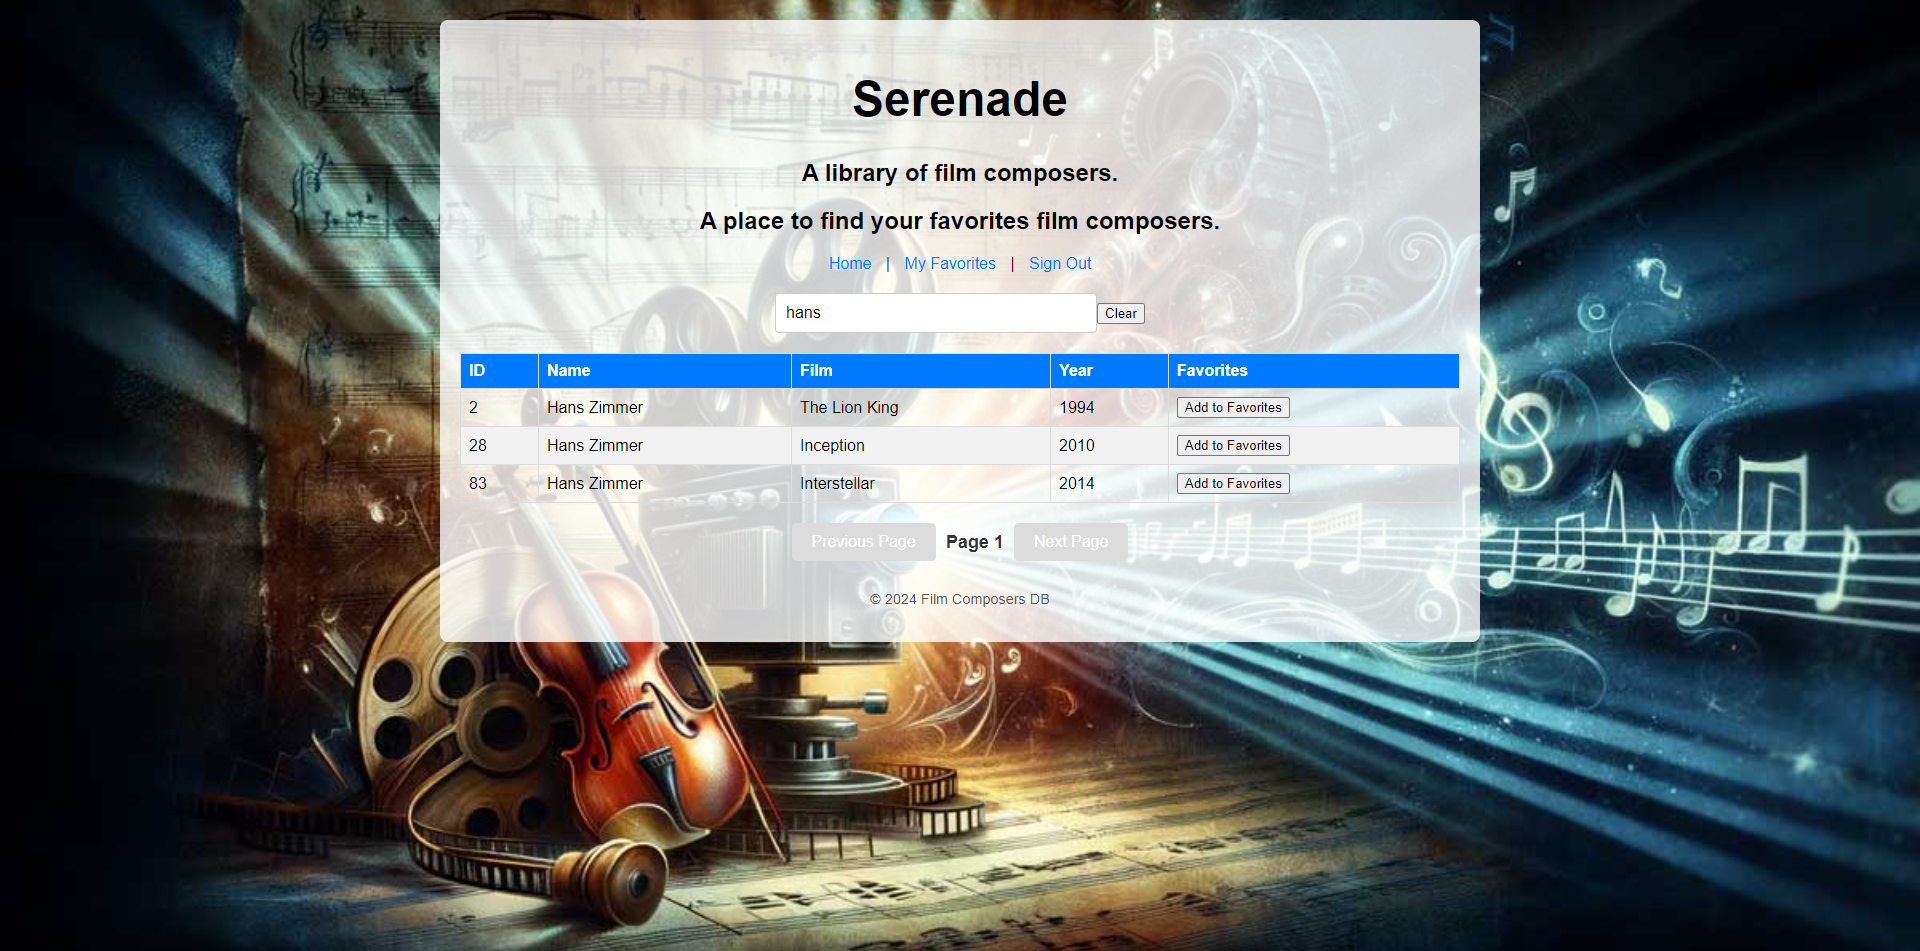 Serenade
A library of film composers.
A place to find your favorites film composers.
Home | My Favorites | Sign Out
hans Clear
ID Name Film Year Favorites
2 Hans Zimmer The Lion King 1994 Add to Favorites
28 Hans Zimmer Inception 2010 Add to Favorites
83 Hans Zimmer Interstellar 2014 Add to Favorites
Previous Page Page 1 Next Page
© 2024 Film Composers DB